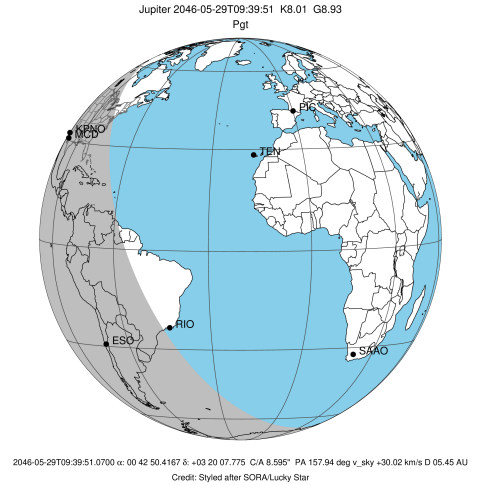 Jupiter 2046-05-29T09:39:51 K8.01 G8.93
Pgt
PIC
KPNO
MCD
TEN
RIO
ESO
SAAO
2046-05-29T09:39:51.0700 α: 00 42 50.4167 δ: +03 20 07.775 C/A 8.595" PA 157.94 deg v_sky +30.02 km/s D 05.45 AU
Credit: Styled after SORA/Lucky Star